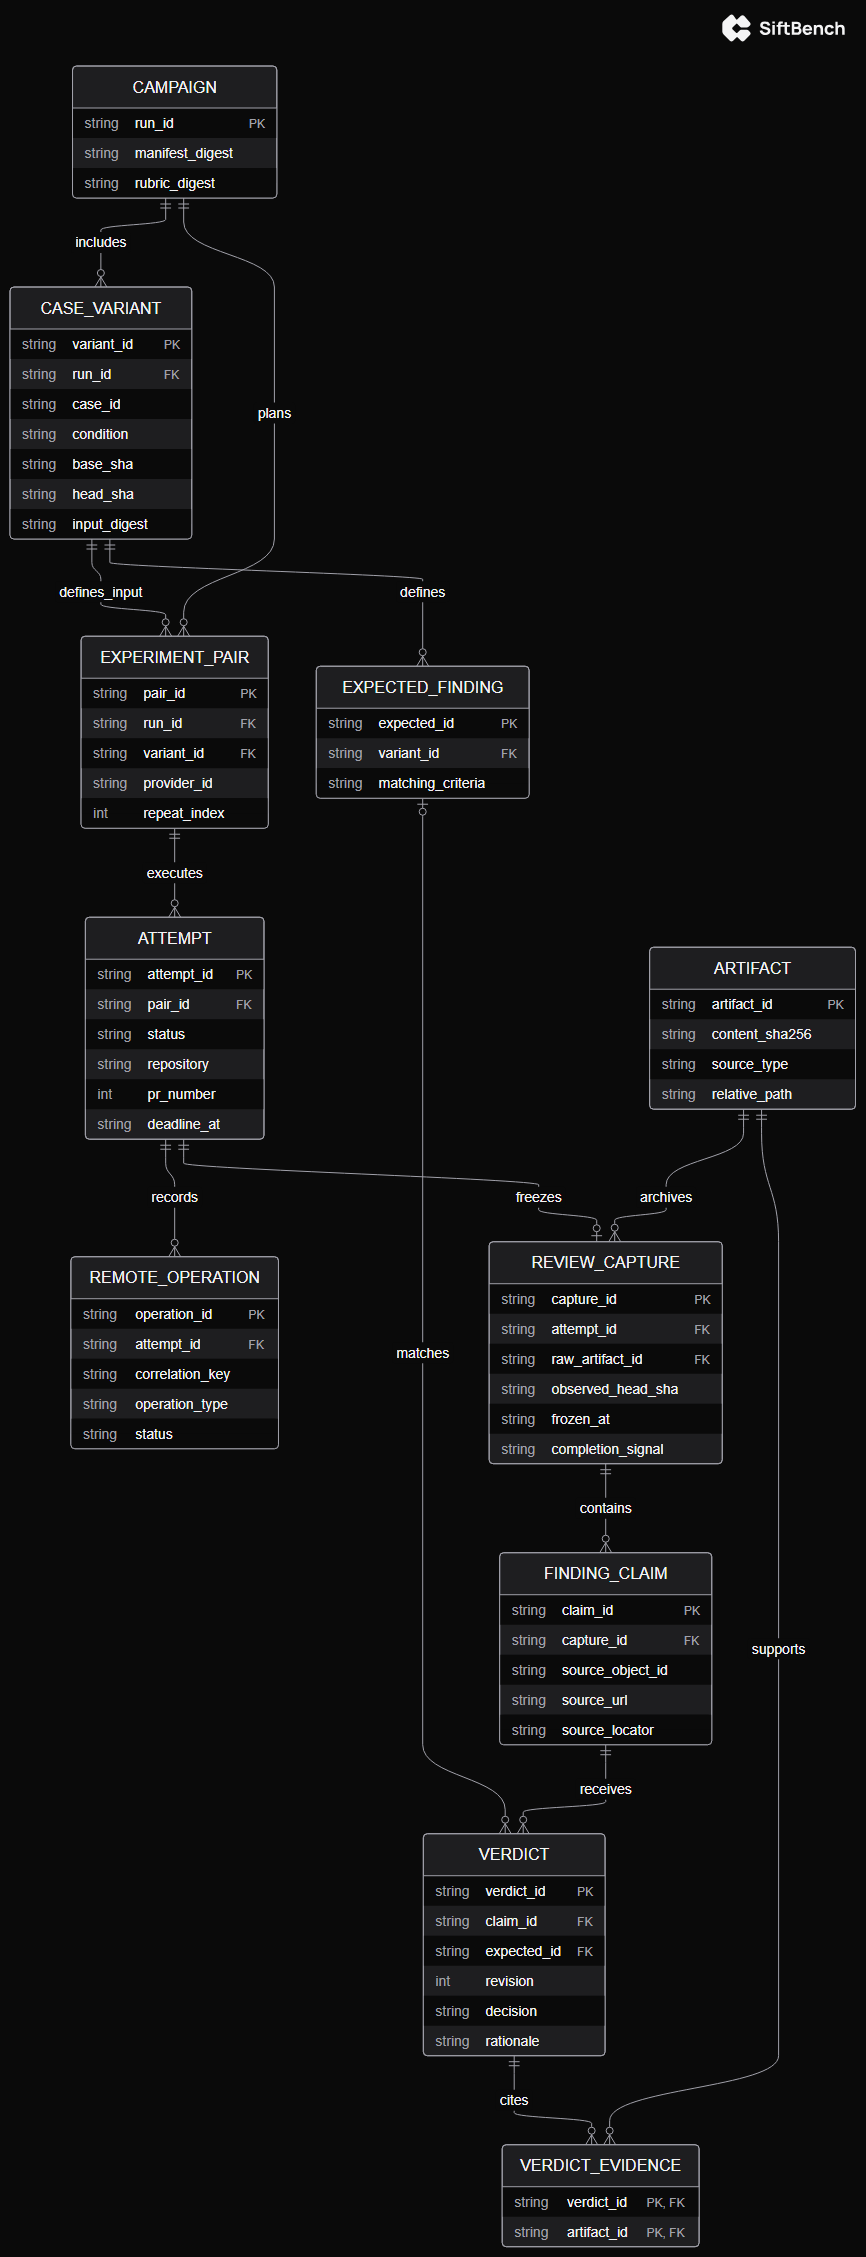 SiftBench
CAMPAIGN
string run_id PK
string manifest_digest
string rubric_digest
includes
plans
CASE_VARIANT
string variant_id PK
string run_id FK
string case_id
string condition
string base_sha
string head_sha
string input_digest
defines_input
defines
EXPERIMENT_PAIR
string pair_id PK
string run_id FK
string variant_id FK
string provider_id
int repeat_index
EXPECTED_FINDING
string expected_id PK
string variant_id FK
string matching_criteria
executes
ATTEMPT
string attempt_id PK
string pair_id FK
string status
string repository
int pr_number
string deadline_at
ARTIFACT
string artifact_id PK
string content_sha256
string source_type
string relative_path
records
freezes
archives
REMOTE_OPERATION
string operation_id PK
string attempt_id FK
string correlation_key
string operation_type
string status
REVIEW_CAPTURE
string capture_id PK
string attempt_id FK
string raw_artifact_id FK
string observed_head_sha
string frozen_at
string completion_signal
matches
contains
FINDING_CLAIM
string claim_id PK
string capture_id FK
string source_object_id
string source_url
string source_locator
supports
receives
VERDICT
string verdict_id PK
string claim_id FK
string expected_id FK
int revision
string decision
string rationale
cites
VERDICT_EVIDENCE
string verdict_id PK, FK
string artifact_id PK, FK